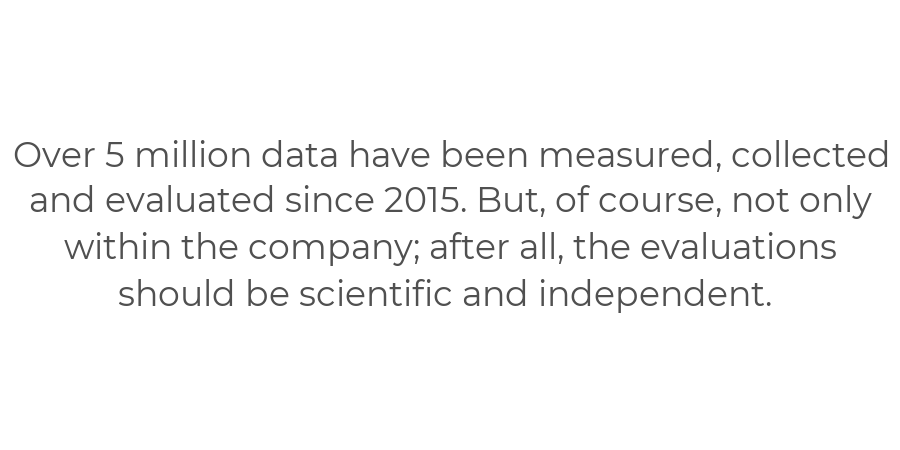 Over 5 million data have been measured, collected
and evaluated since 2015. But, of course, not only
within the company; after all, the evaluations
should be scientific and independent.